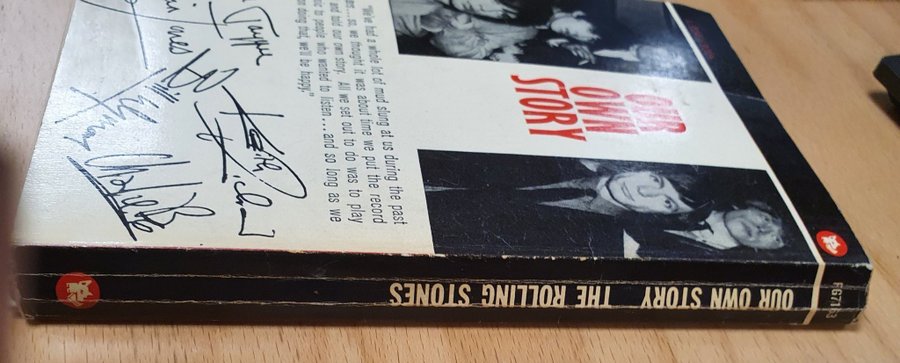 OUR
OWN
STORY
"We've had a whole lot of mud slung at us during the past
so, we thought it was about time we put the record
and told our own story. All we set out to do was to play
to people who wanted to listen . . . and so long as we
on doing that, we'll be happy."
OUR OWN STORY THE ROLLING STONES